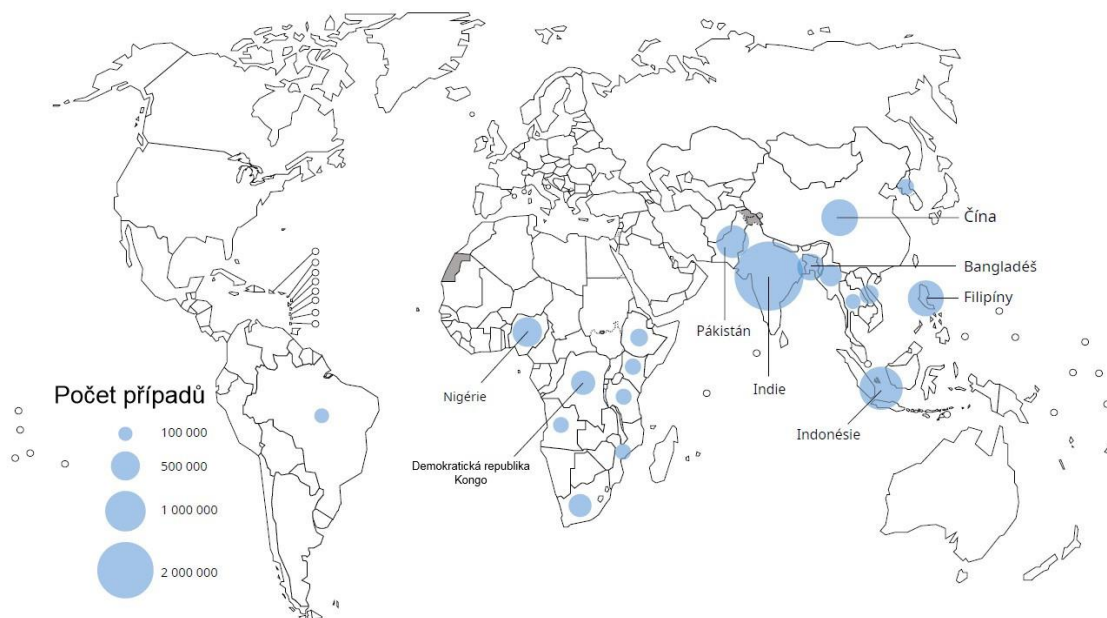 Čína
Bangladéš
Filipíny
Pákistán
Indie
Indonésie
Nigérie
Demokratická republika
Kongo
Počet případů
100 000
500 000
1 000 000
2 000 000